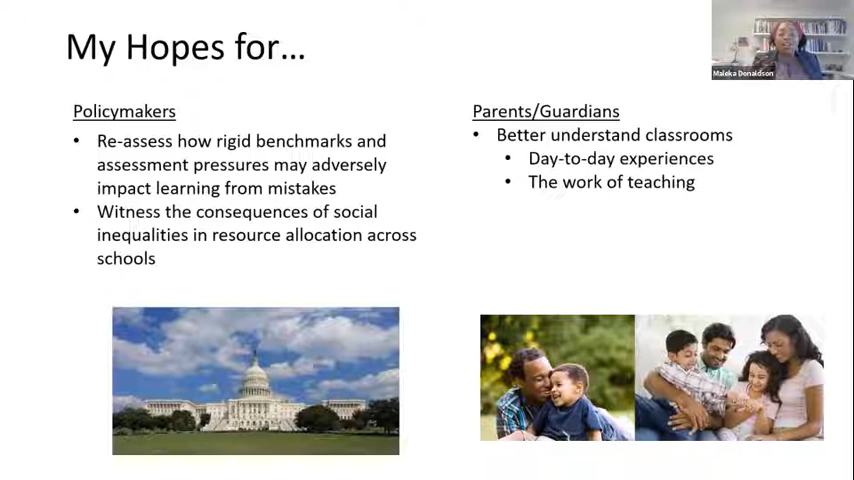 My Hopes for…
Maleka Donaldson
Policymakers
• Re-assess how rigid benchmarks and
assessment pressures may adversely
impact learning from mistakes
• Witness the consequences of social
inequalities in resource allocation across
schools
Parents/Guardians
• Better understand classrooms
• Day-to-day experiences
• The work of teaching